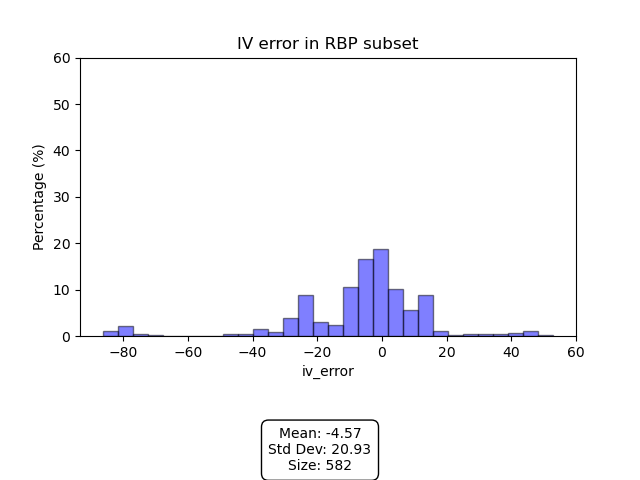 IV error in RBP subset
60
50
40
30
20
10
0
Percentage (%)
−80 −60 −40 −20 0 20 40 60
iv_error
Mean: -4.57
Std Dev: 20.93
Size: 582